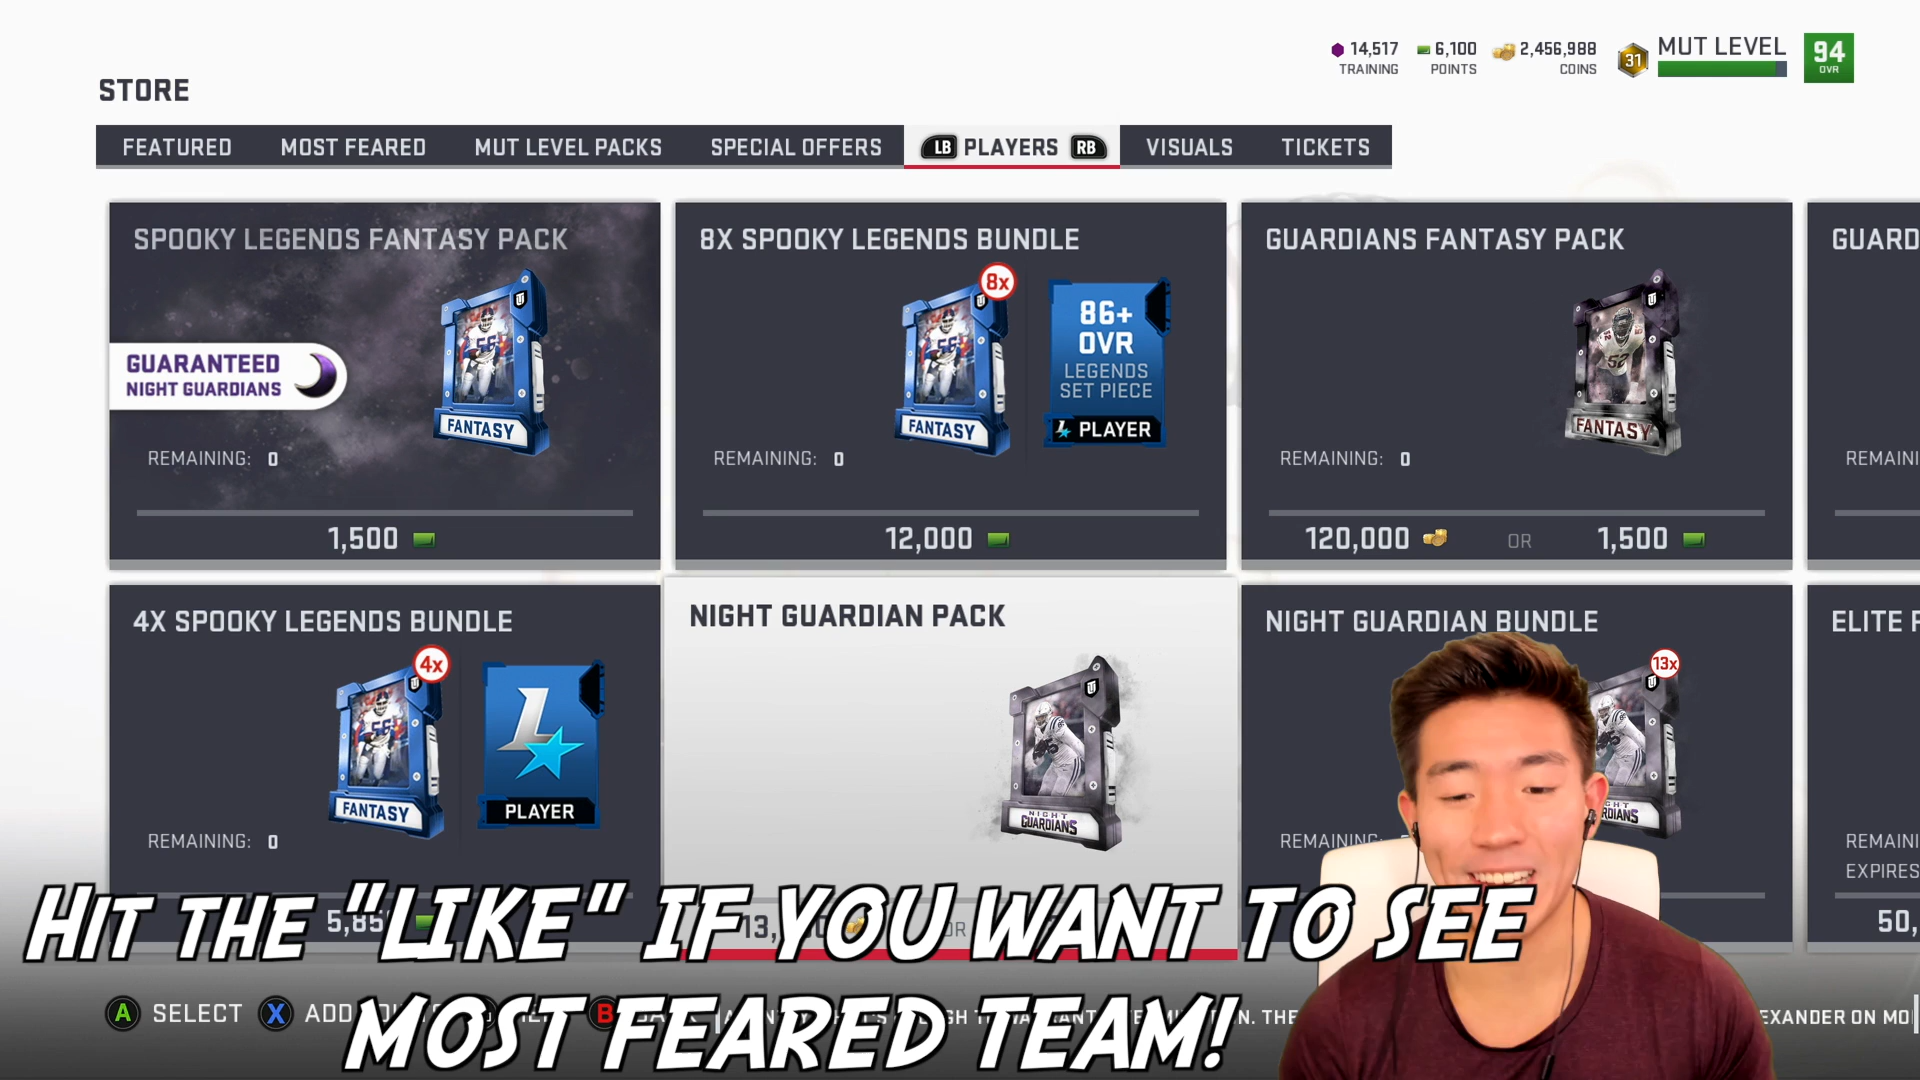 14,517
TRAINING
6,100
POINTS
2,456,988
COINS
31
MUT LEVEL
94
OVR
STORE
FEATURED
MOST FEARED
MUT LEVEL PACKS
SPECIAL OFFERS
LB PLAYERS RB
VISUALS
TICKETS
SPOOKY LEGENDS FANTASY PACK
GUARANTEED
NIGHT GUARDIANS
FANTASY
REMAINING: 0
1,500
8X SPOOKY LEGENDS BUNDLE
8x
FANTASY
86+
OVR
LEGENDS
SET PIECE
PLAYER
REMAINING: 0
12,000
GUARDIANS FANTASY PACK
FANTASY
REMAINING: 0
120,000 OR 1,500
GUARD
REMAINI
4X SPOOKY LEGENDS BUNDLE
4x
FANTASY
L
PLAYER
REMAINING: 0
NIGHT GUARDIAN PACK
NIGHT
GUARDIANS
OR
NIGHT GUARDIAN BUNDLE
13x
REMAINING:
ELITE
REMAINI
EXPIRES
50,
HIT THE "LIKE" IF YOU WANT TO SEE
MOST FEARED TEAM!
A SELECT X ADD B
EXANDER ON MO